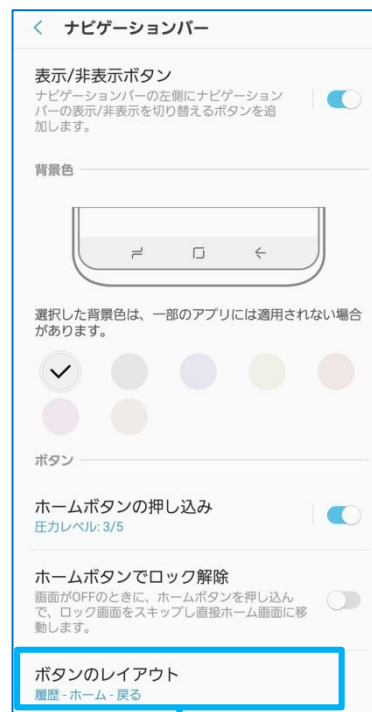 ナビゲーションバー
表示/非表示ボタン
ナビゲーションバーの左側にナビゲーション
バーの表示/非表示を切り替えるボタンを追
加します。
背景色
選択した背景色は、一部のアプリには適用されない場合
があります。
ボタン
ホームボタンの押し込み
圧力レベル: 3/5
ホームボタンでロック解除
画面がOFFのときに、ホームボタンを押し込ん
で、ロック画面をスキップし直接ホーム画面に移
動します。
ボタンのレイアウト
履歴 - ホーム - 戻る